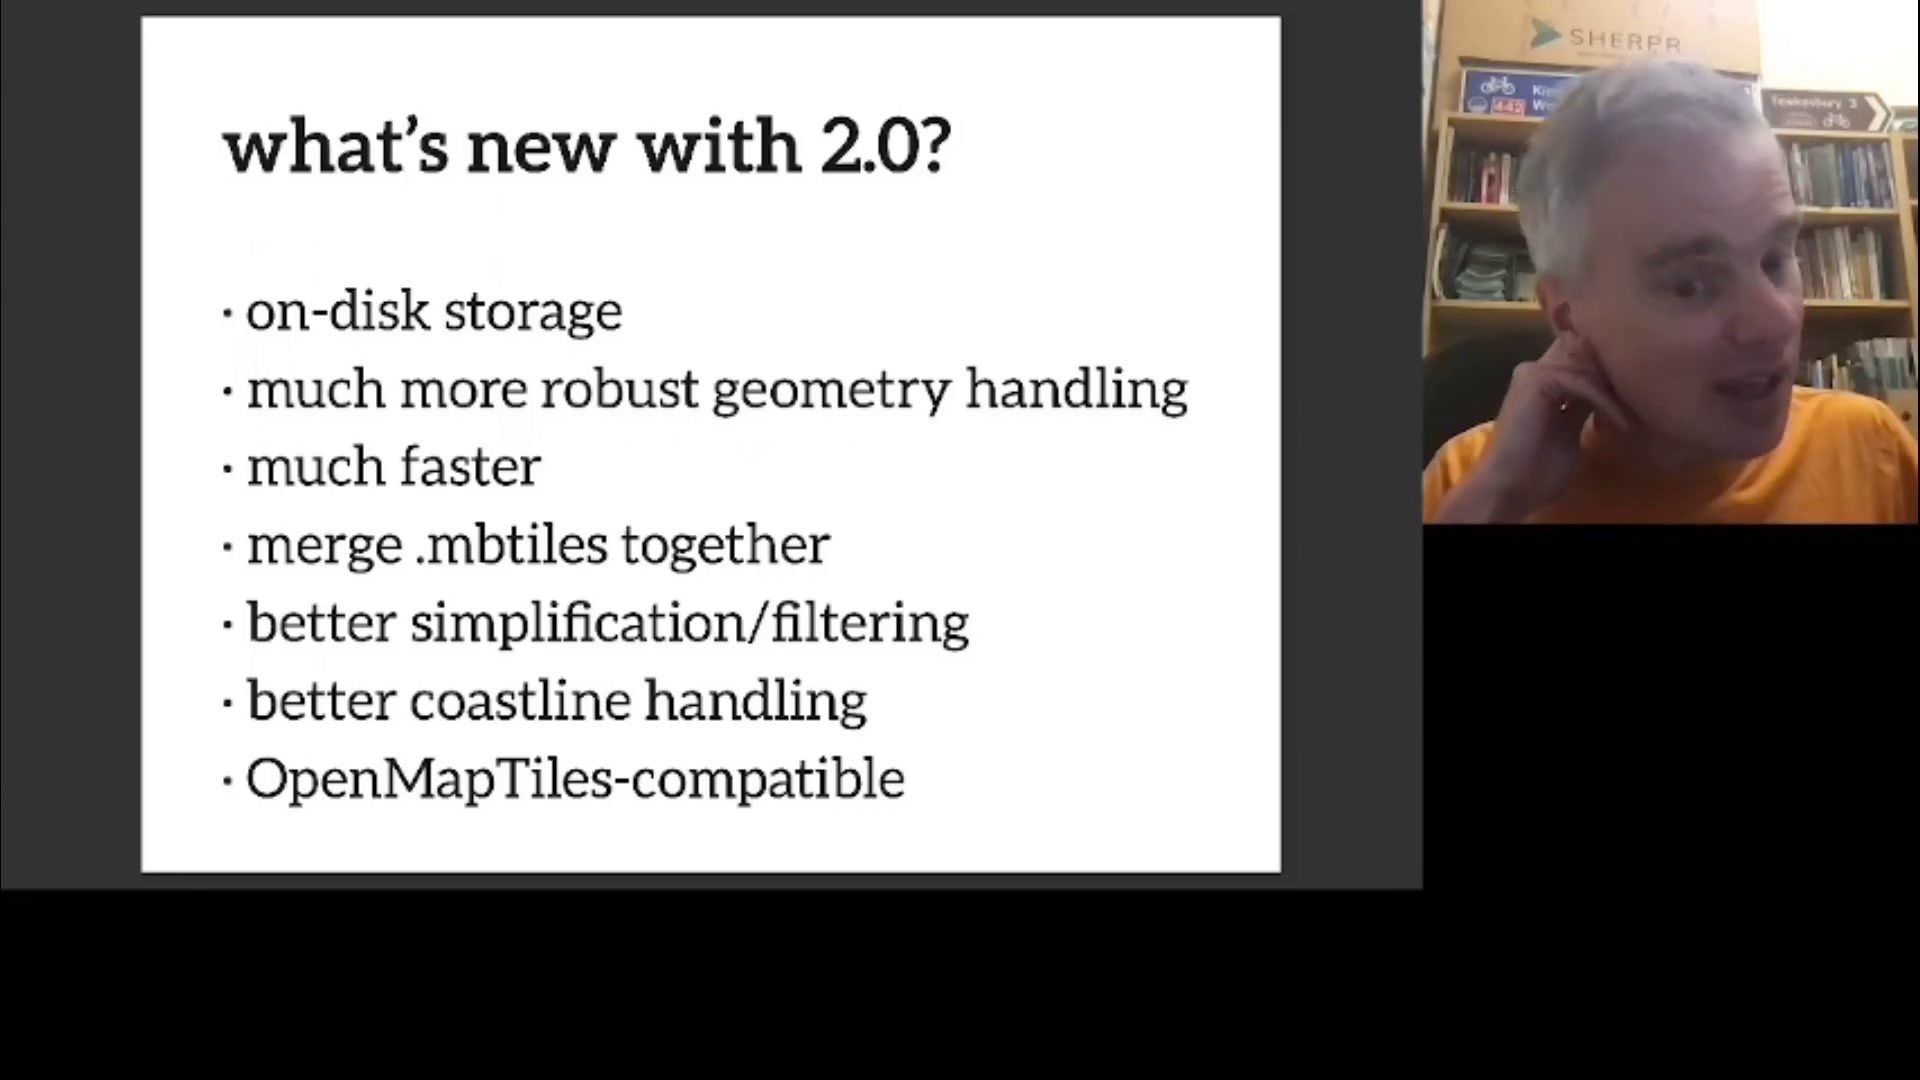 what's new with 2.0?
· on-disk storage
· much more robust geometry handling
· much faster
· merge .mbtiles together
· better simplification/filtering
· better coastline handling
· OpenMapTiles-compatible
SHERPR
442
Tewkesbury 3